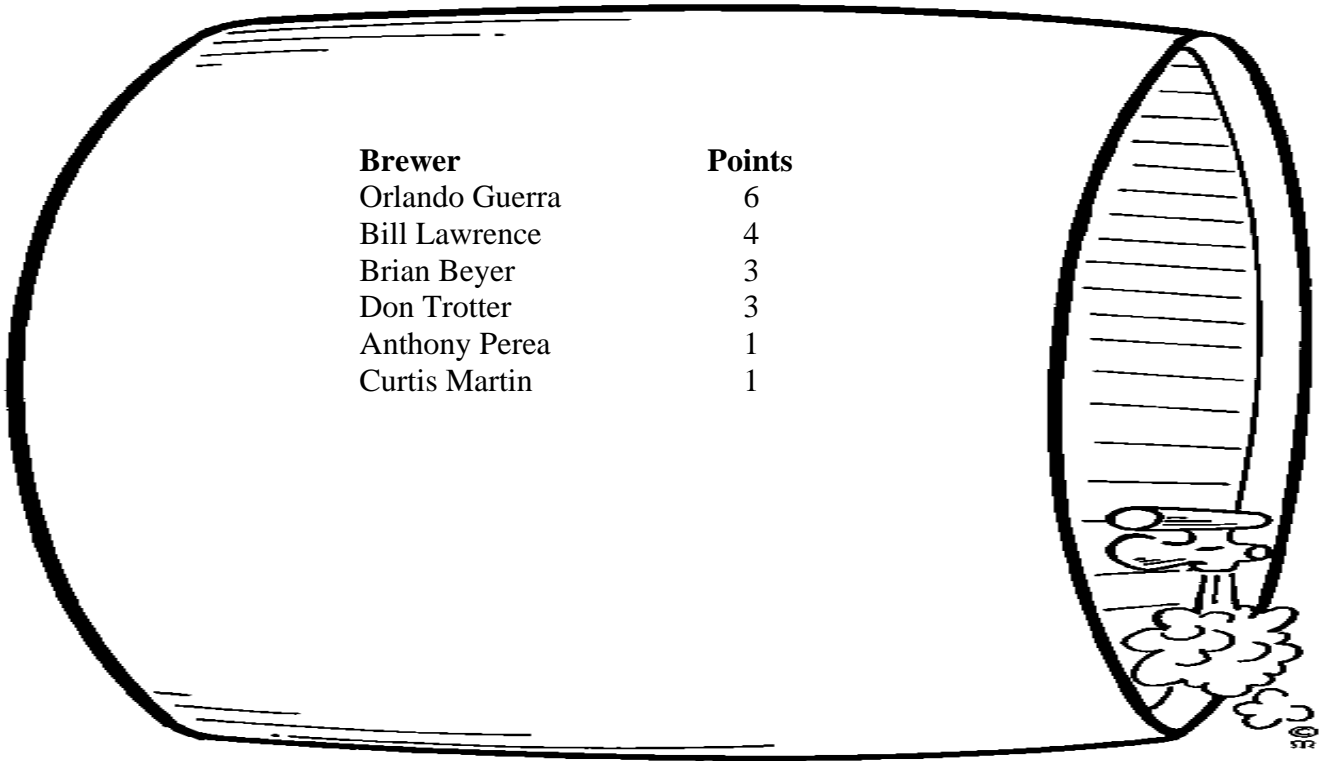 Brewer Points
Orlando Guerra 6
Bill Lawrence 4
Brian Beyer 3
Don Trotter 3
Anthony Perea 1
Curtis Martin 1
©